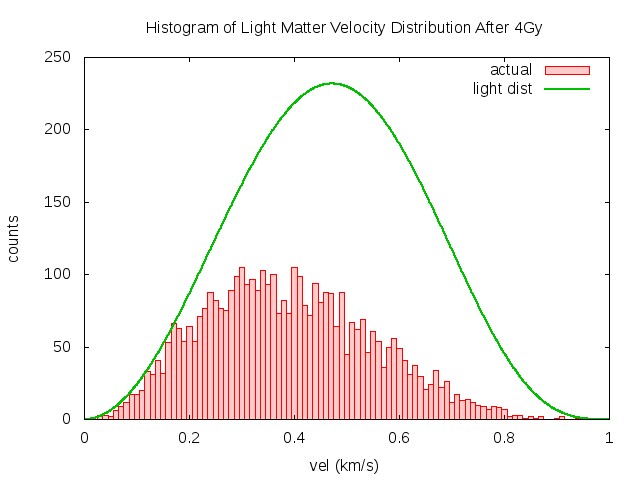 Histogram of Light Matter Velocity Distribution After 4Gy
250
200
150
100
50
0
counts
actual
light dist
0 0.2 0.4 0.6 0.8 1
vel (km/s)